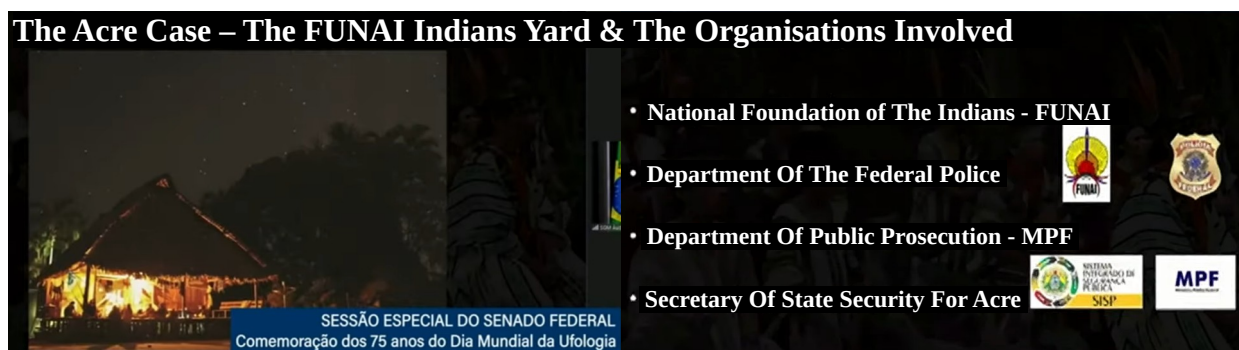 The Acre Case – The FUNAI Indians Yard & The Organisations Involved
SESSÃO ESPECIAL DO SENADO FEDERAL
Comemoração dos 75 anos do Dia Mundial da Ufologia
• National Foundation of The Indians - FUNAI
FUNAI
• Department Of The Federal Police
POLÍCIA
FEDERAL
• Department Of Public Prosecution - MPF
• Secretary Of State Security For Acre
SISTEMA
INTEGRADO DE
SEGURANÇA
PÚBLICA
SISP
MPF